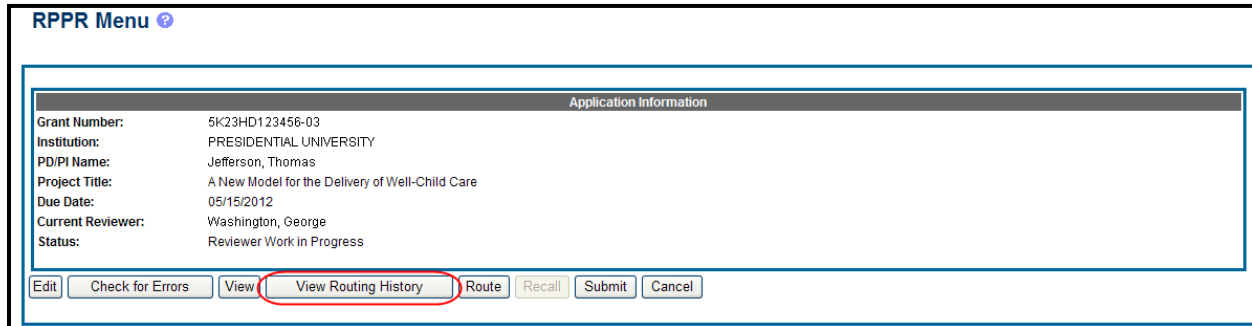 RPPR Menu ?
Application Information
Grant Number: 5K23HD123456-03
Institution: PRESIDENTIAL UNIVERSITY
PD/PI Name: Jefferson, Thomas
Project Title: A New Model for the Delivery of Well-Child Care
Due Date: 05/15/2012
Current Reviewer: Washington, George
Status: Reviewer Work in Progress
Edit Check for Errors View View Routing History Route Recall Submit Cancel